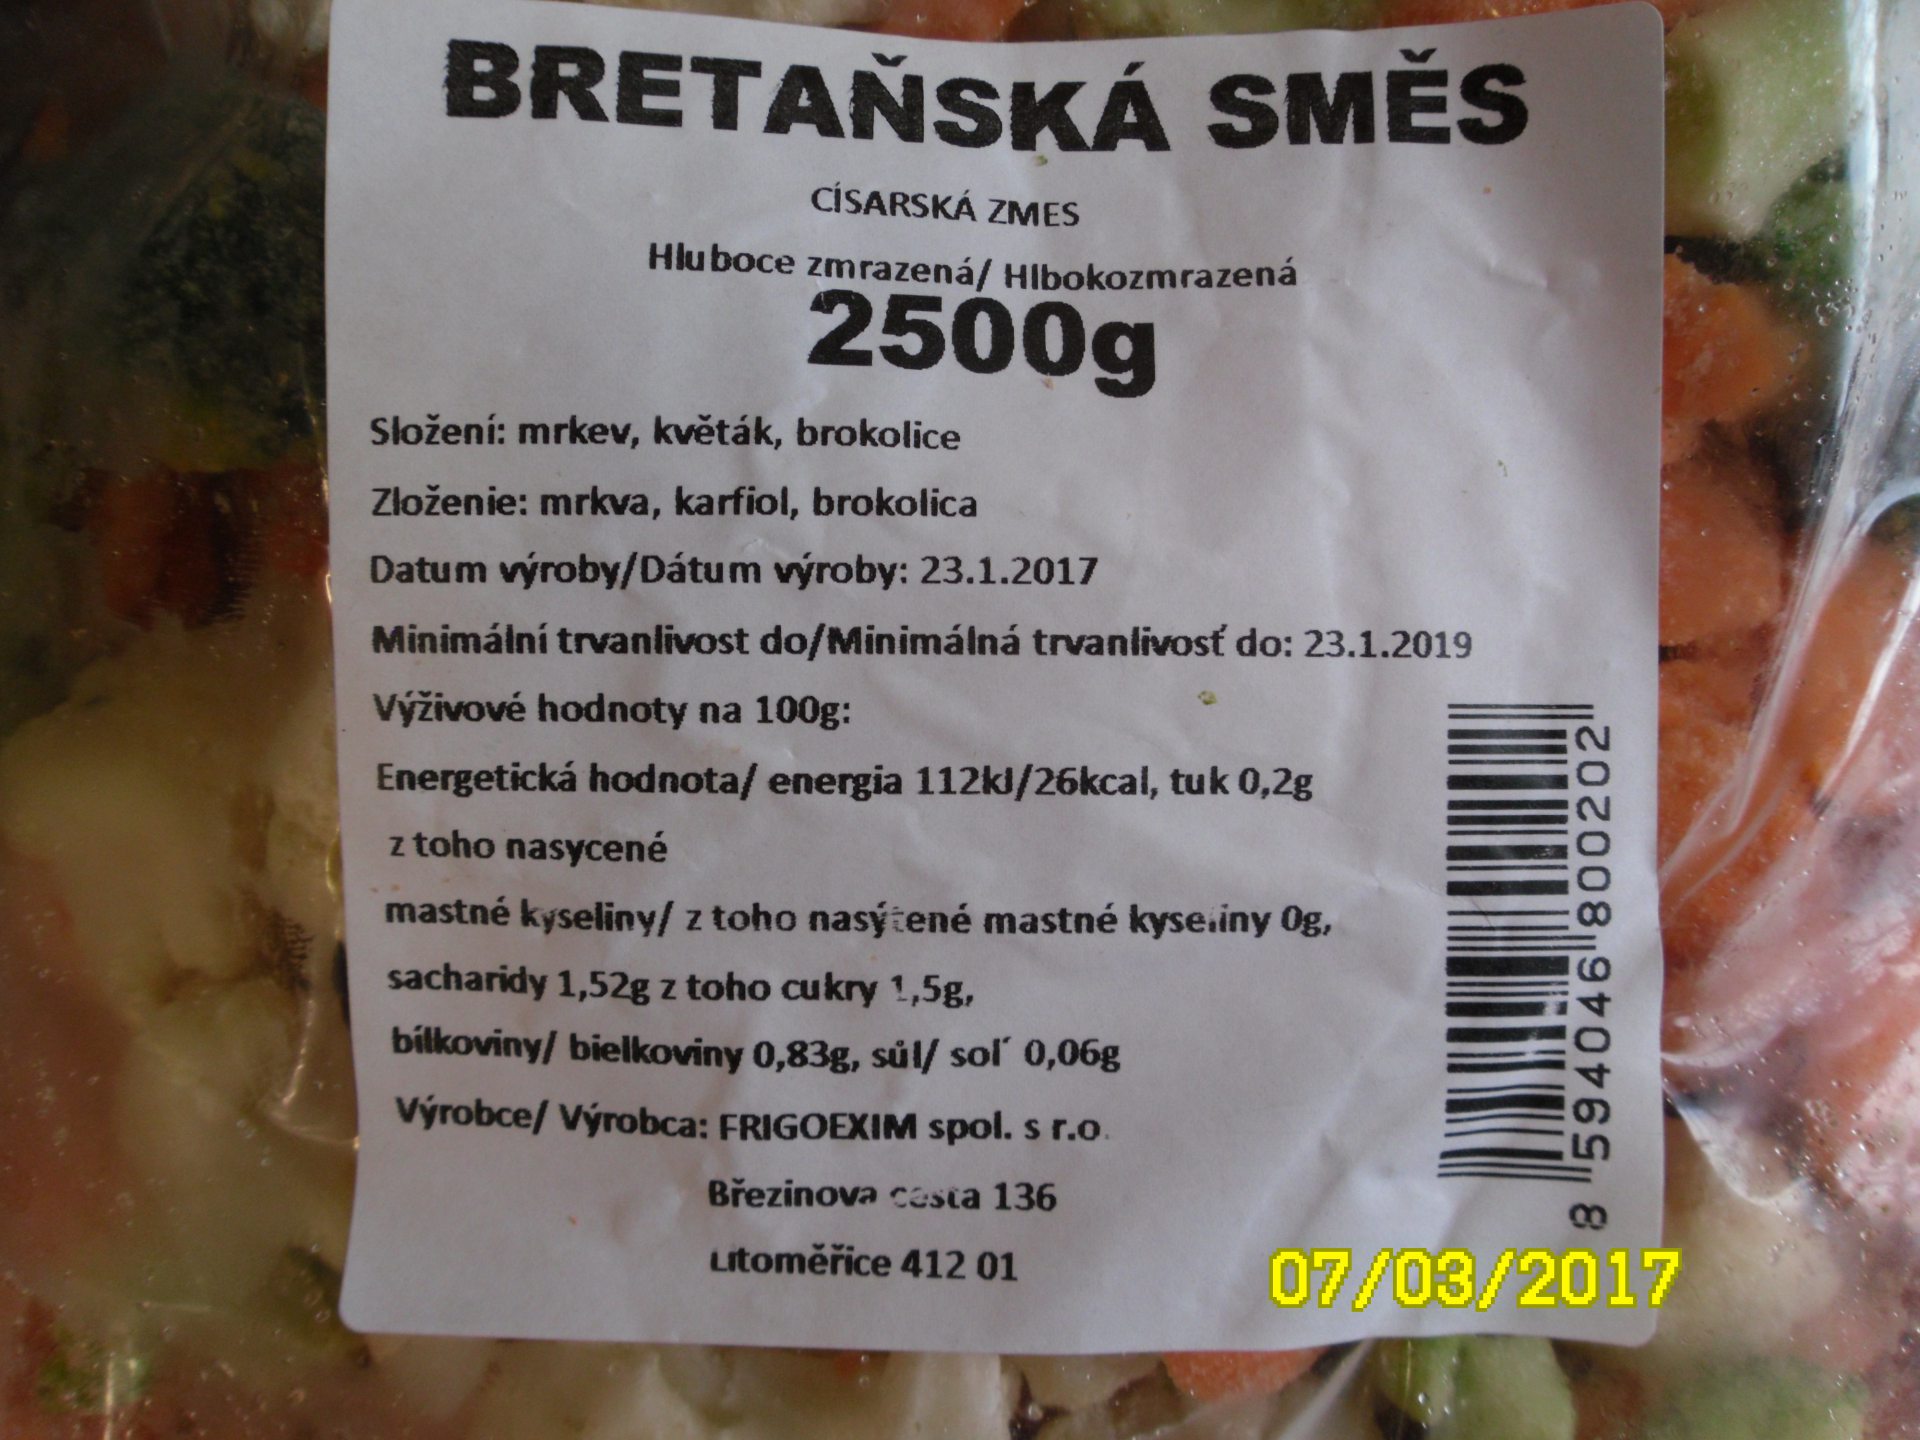 BRETAŇSKÁ SMĚS
CÍSARSKÁ ZMES
Hluboce zmrazená/ Hlbokozmrazená
2500g
Složení: mrkev, květák, brokolice
Zloženie: mrkva, karfiol, brokolica
Datum výroby/Dátum výroby: 23.1.2017
Minimální trvanlivost do/Minimálná trvanlivosť do: 23.1.2019
Výživové hodnoty na 100g:
Energetická hodnota/ energia 112kJ/26kcal, tuk 0,2g
z toho nasycené
mastné kyseliny/ z toho nasýtené mastné kyseliny 0g,
sacharidy 1,52g z toho cukry 1,5g,
bílkoviny/ bielkoviny 0,83g, sůl/ soľ 0,06g
Výrobce/ Výrobca: FRIGOEXIM spol. s r.o.
Březinova cesta 136
Litoměřice 412 01
8 594046 800202
07/03/2017